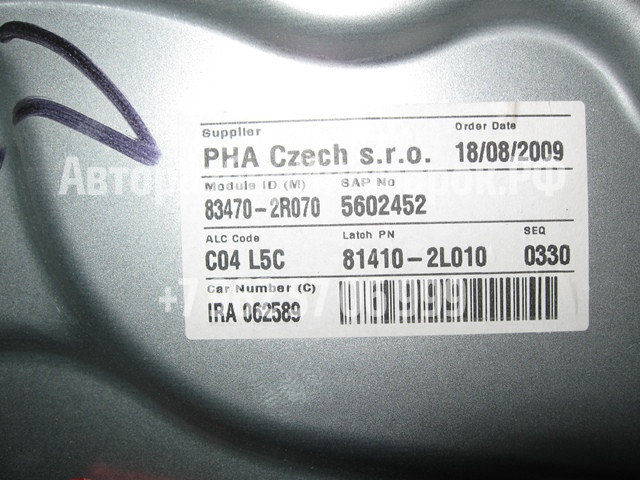 Supplier Order Date
PHA Czech s.r.o. 18/08/2009
Module ID (M) SAP No
83470-2R070 5602452
ALC Code Latch PN SEQ
C04 L5C 81410-2L010 0330
Car Number (C)
IRA 062589